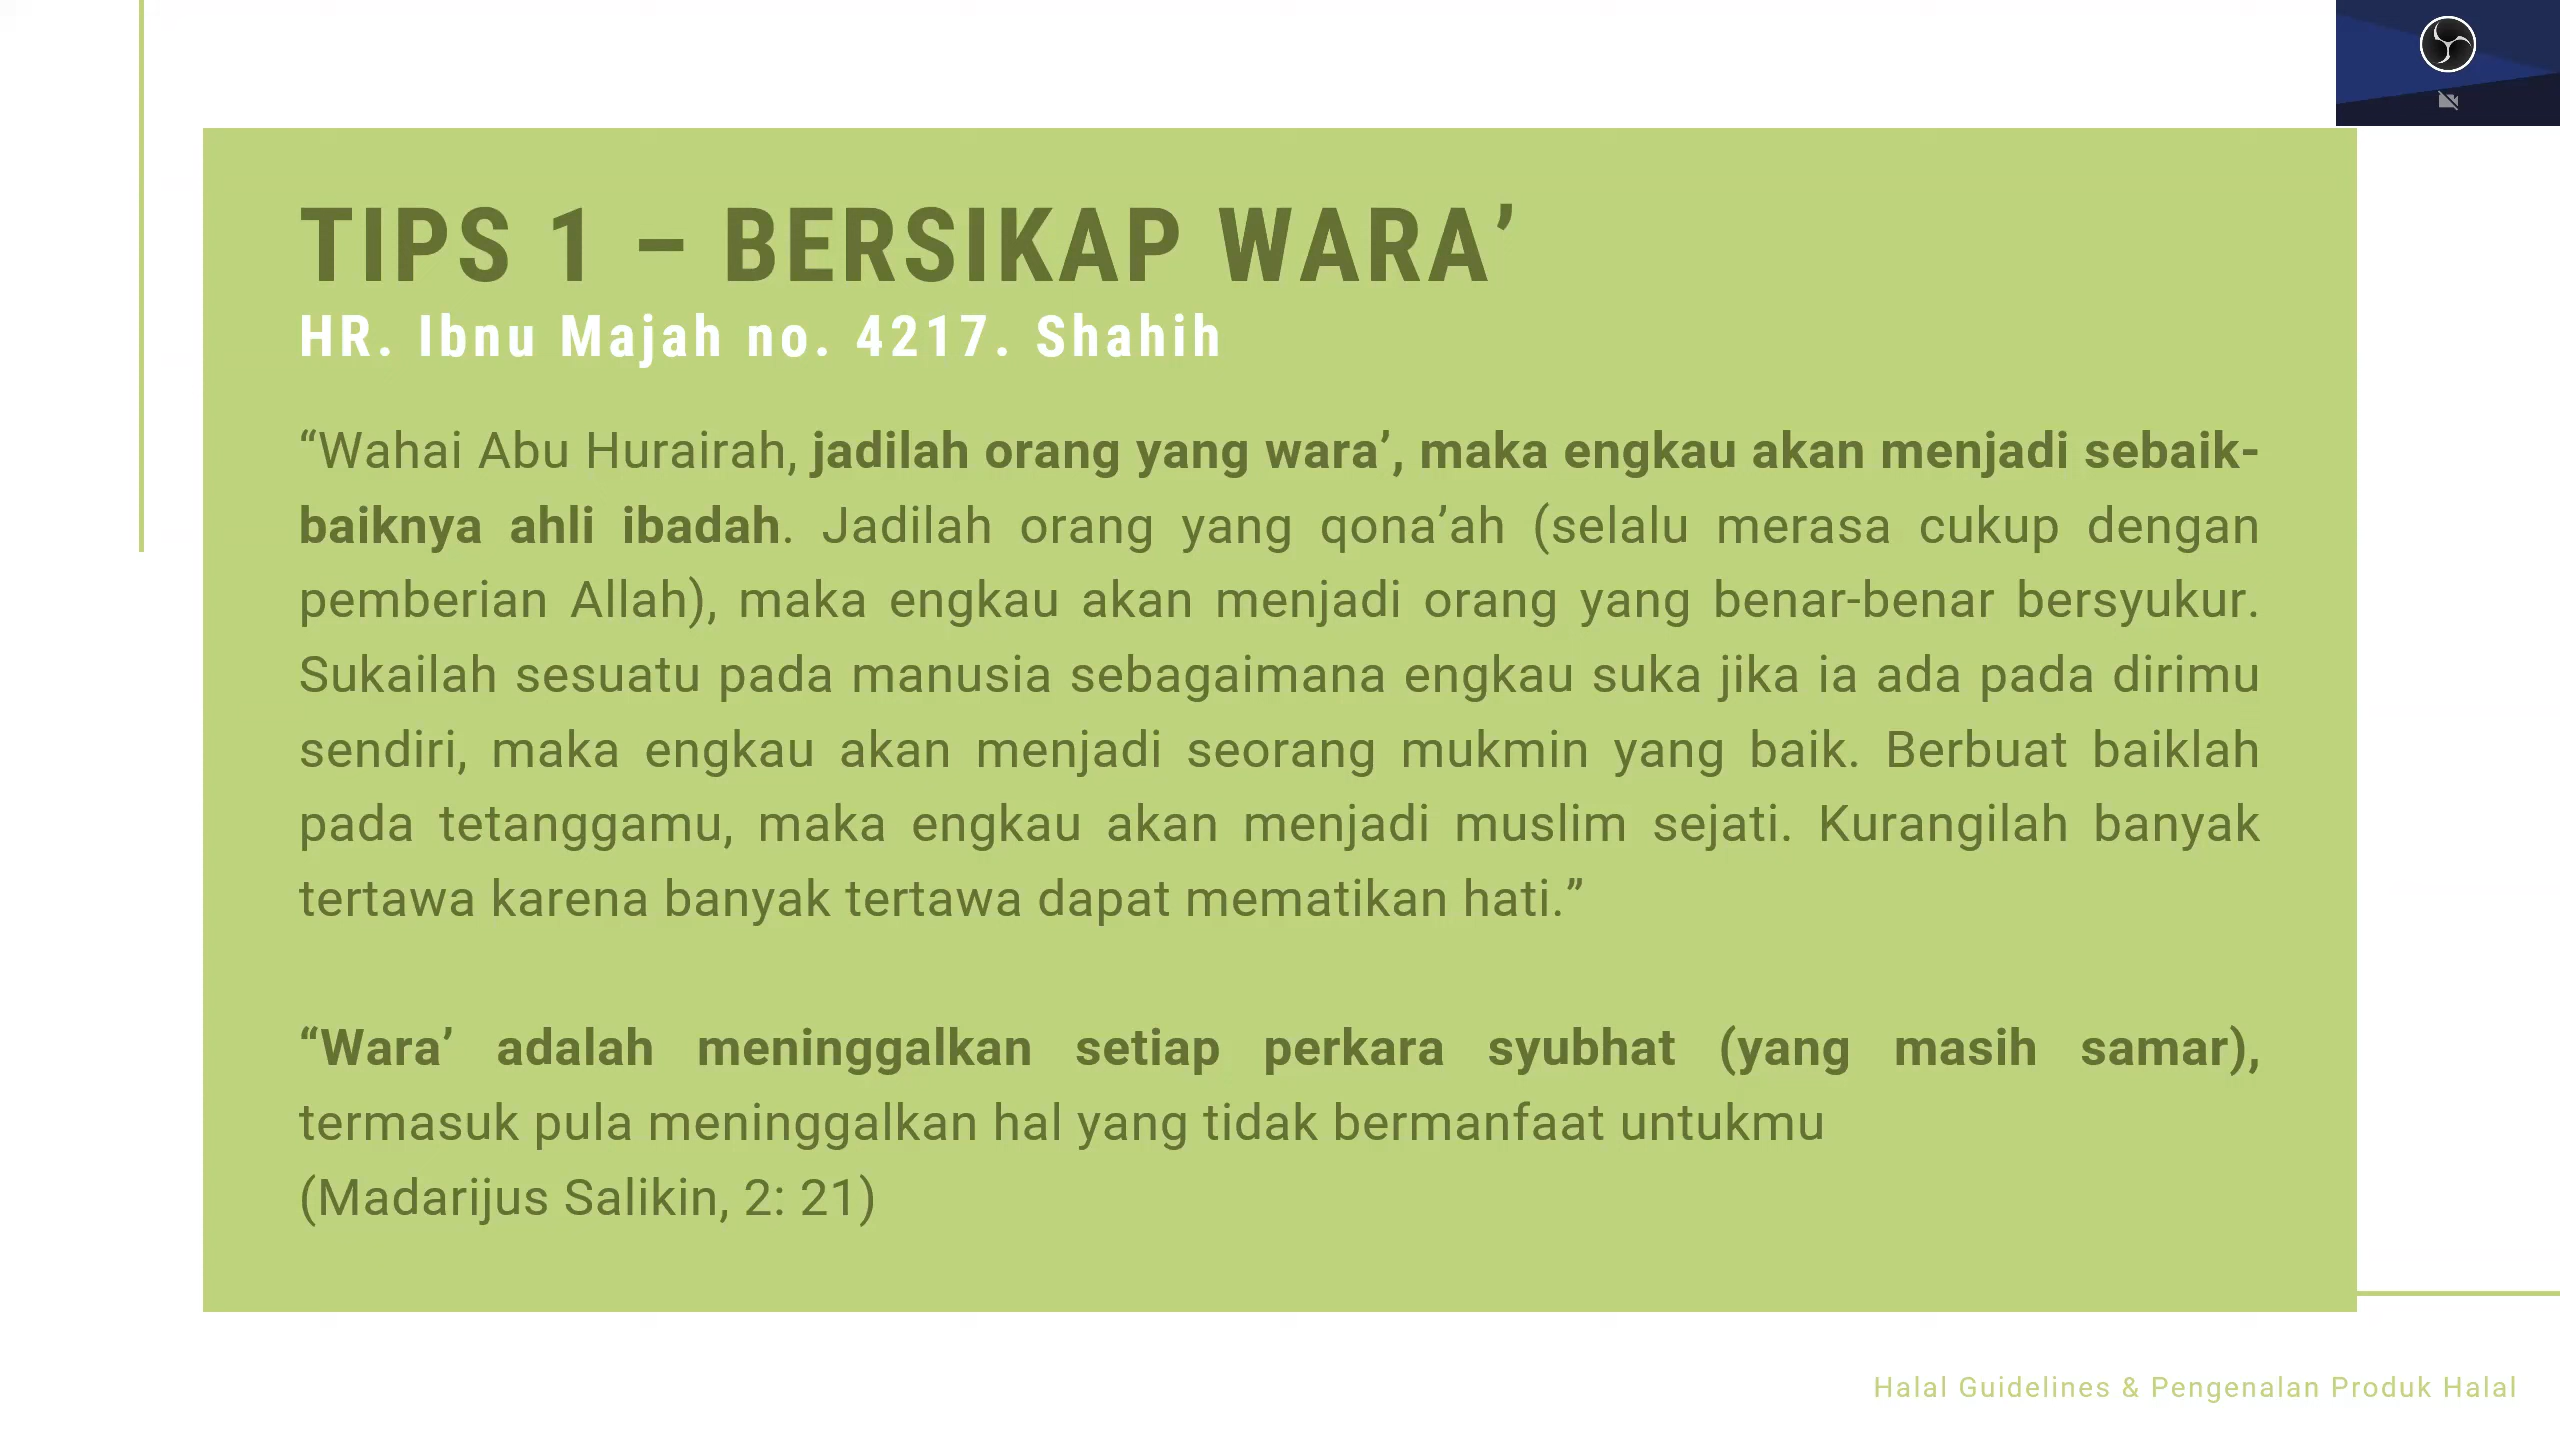 TIPS 1 – BERSIKAP WARA’
HR. Ibnu Majah no. 4217. Shahih
“Wahai Abu Hurairah, jadilah orang yang wara’, maka engkau akan menjadi sebaik-
baiknya ahli ibadah. Jadilah orang yang qona’ah (selalu merasa cukup dengan
pemberian Allah), maka engkau akan menjadi orang yang benar-benar bersyukur.
Sukailah sesuatu pada manusia sebagaimana engkau suka jika ia ada pada dirimu
sendiri, maka engkau akan menjadi seorang mukmin yang baik. Berbuat baiklah
pada tetanggamu, maka engkau akan menjadi muslim sejati. Kurangilah banyak
tertawa karena banyak tertawa dapat mematikan hati.”
“Wara’ adalah meninggalkan setiap perkara syubhat (yang masih samar),
termasuk pula meninggalkan hal yang tidak bermanfaat untukmu
(Madarijus Salikin, 2: 21)
Halal Guidelines & Pengenalan Produk Halal